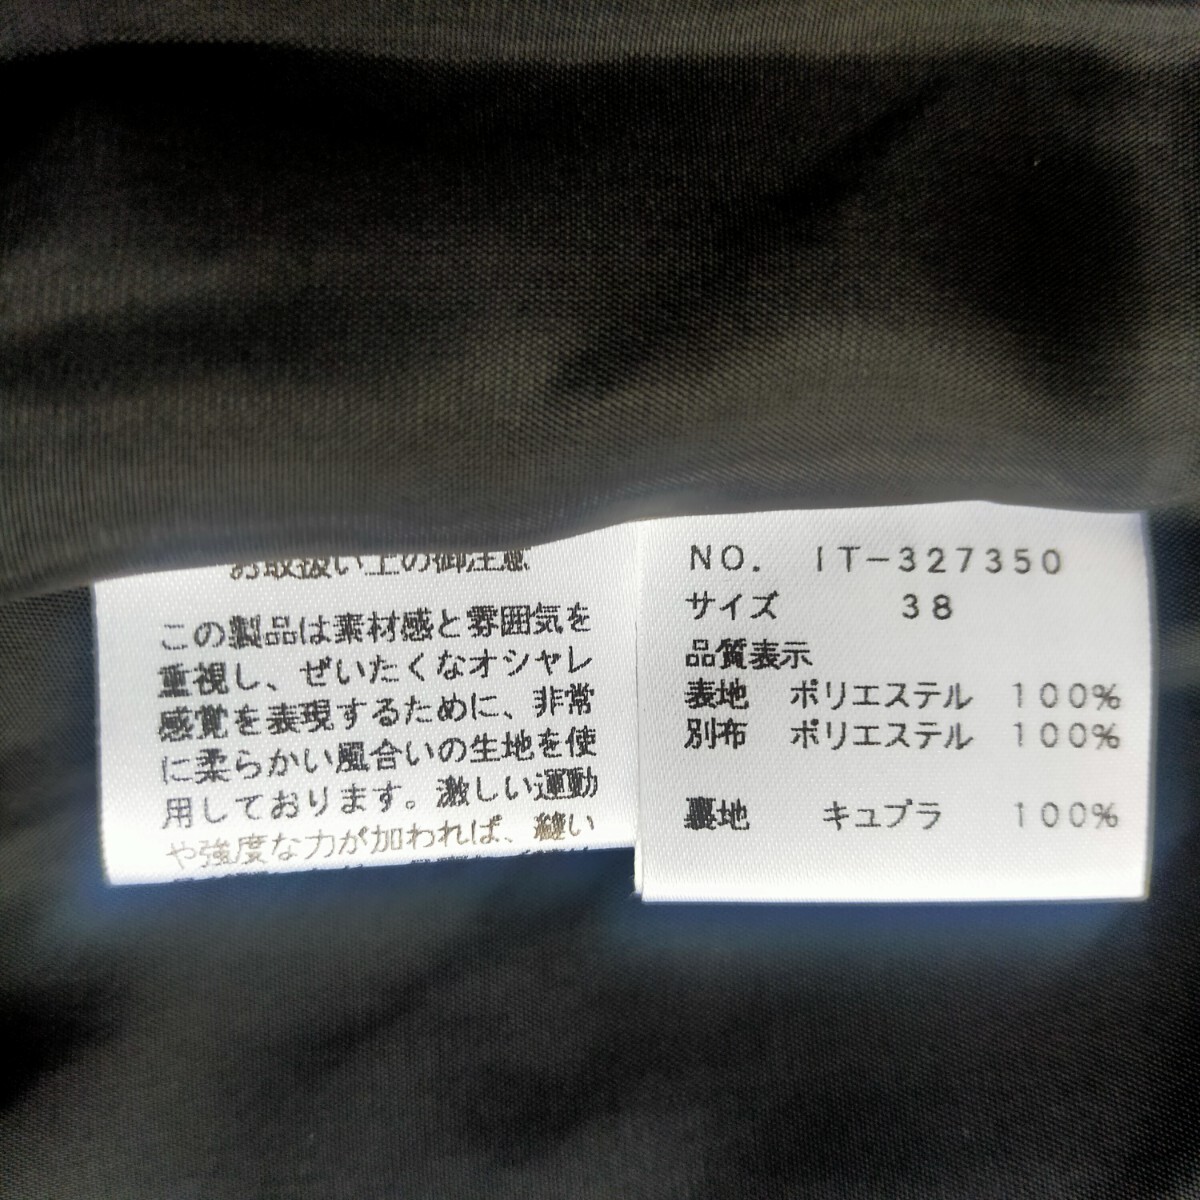 お取扱い上の御注意
この製品は素材感と雰囲気を
重視し、ぜいたくなオシャレ
感覚を表現するために、非常
に柔らかい風合いの生地を使
用しております。激しい運動
や強度な力が加われば、縫い
NO. IT-327350
サイズ 38
品質表示
表地 ポリエステル 100%
別布 ポリエステル 100%
裏地 キュプラ 100%